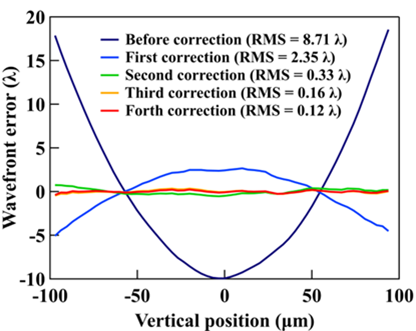 20
15
10
5
0
-5
-10
Wavefront error (λ)
Before correction (RMS = 8.71 λ)
First correction (RMS = 2.35 λ)
Second correction (RMS = 0.33 λ)
Third correction (RMS = 0.16 λ)
Forth correction (RMS = 0.12 λ)
-100 -50 0 50 100
Vertical position (µm)